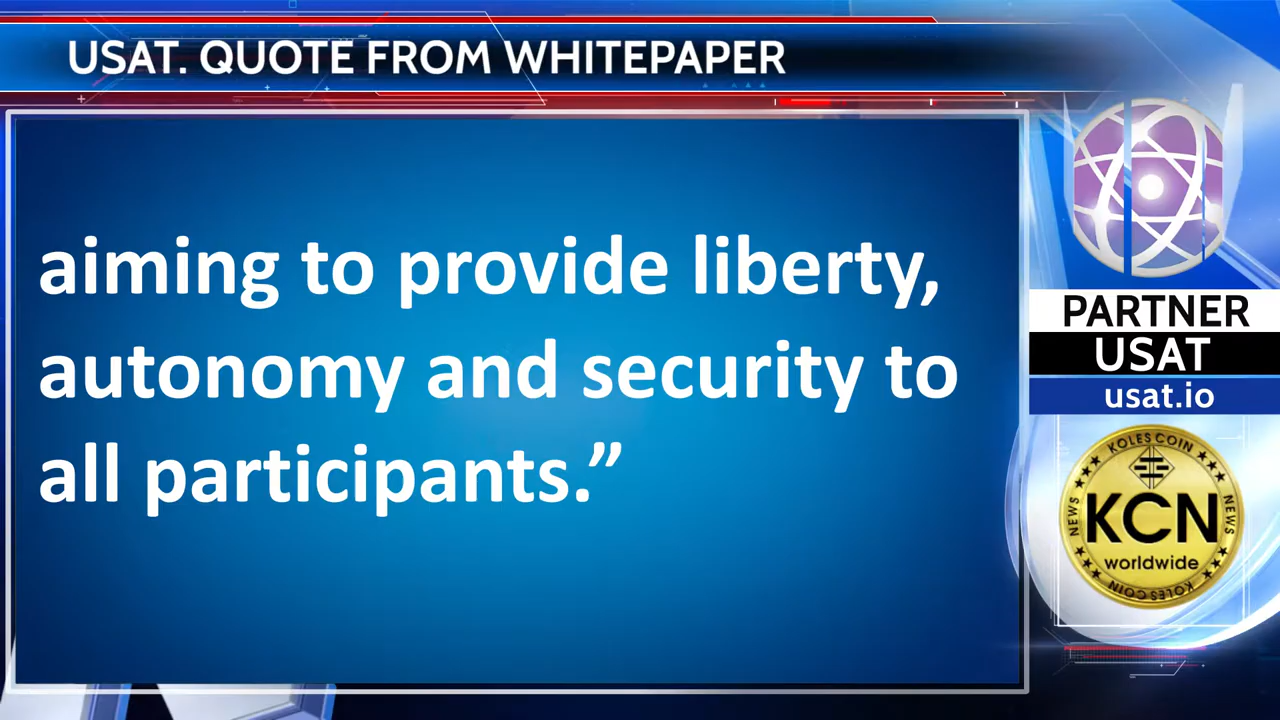 USAT. QUOTE FROM WHITEPAPER
aiming to provide liberty,
autonomy and security to
all participants.”
PARTNER
USAT
usat.io
KOLES COIN
NEWS
KCN
NEWS
worldwide
KOLES COIN